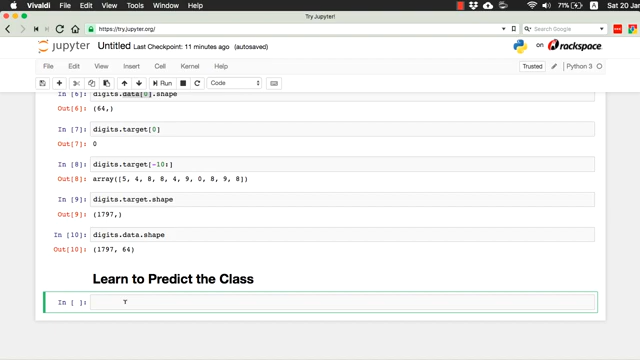 Vivaldi File Edit View Tools Window Help 71% Sat 20 Jan
Try Jupyter!
https://try.jupyter.org/ Search Google
jupyter Untitled Last Checkpoint: 11 minutes ago (autosaved) on Rackspace
File Edit View Insert Cell Kernel Help Trusted Python 3
Run Code
In [6]: digits.data[0].shape
Out[6]: (64,)
In [7]: digits.target[0]
Out[7]: 0
In [8]: digits.target[-10:]
Out[8]: array([5, 4, 8, 8, 4, 9, 0, 8, 9, 8])
In [9]: digits.target.shape
Out[9]: (1797,)
In [10]: digits.data.shape
Out[10]: (1797, 64)
Learn to Predict the Class
In [ ]: